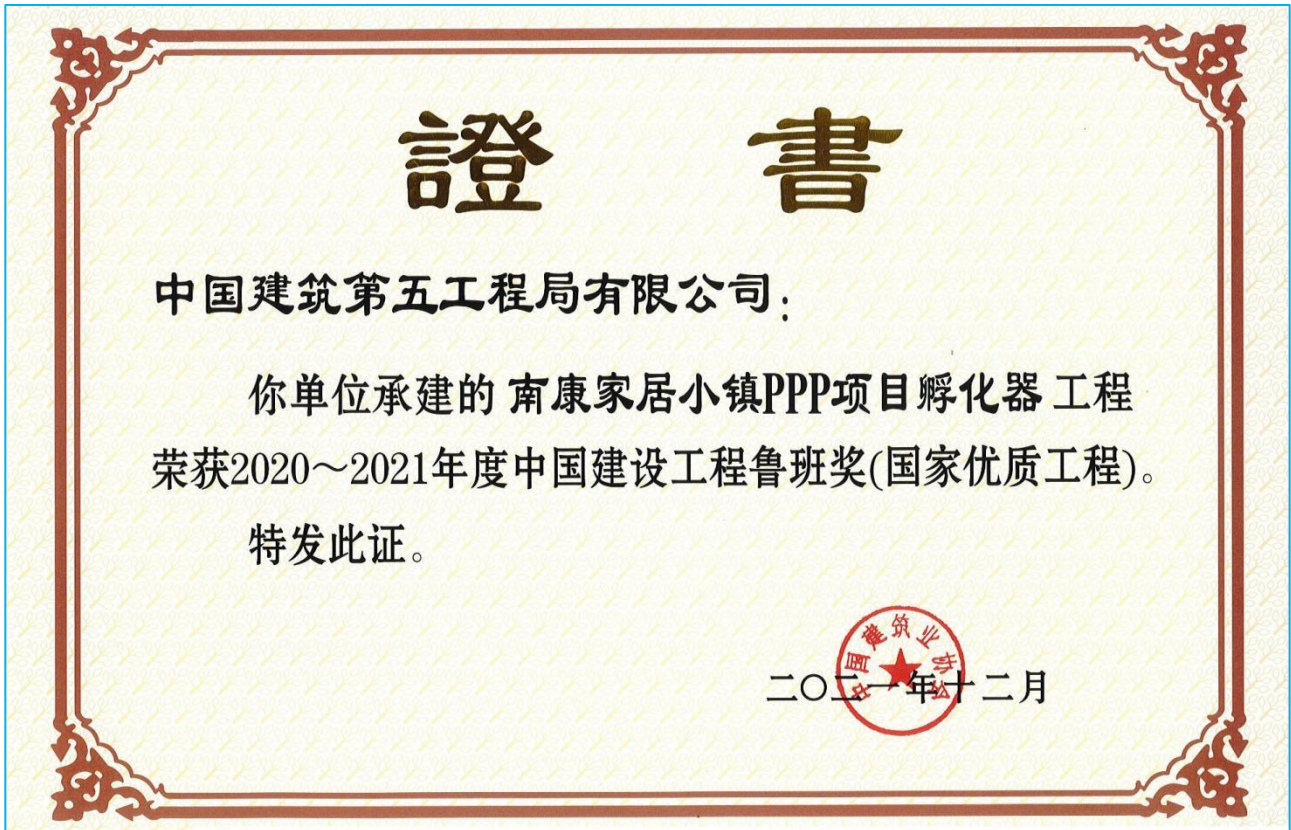 證 書
中国建筑第五工程局有限公司：
你单位承建的 南康家居小镇PPP项目孵化器 工程
荣获2020～2021年度中国建设工程鲁班奖(国家优质工程)。
特发此证。
中国建筑业协会
二〇二一年十二月